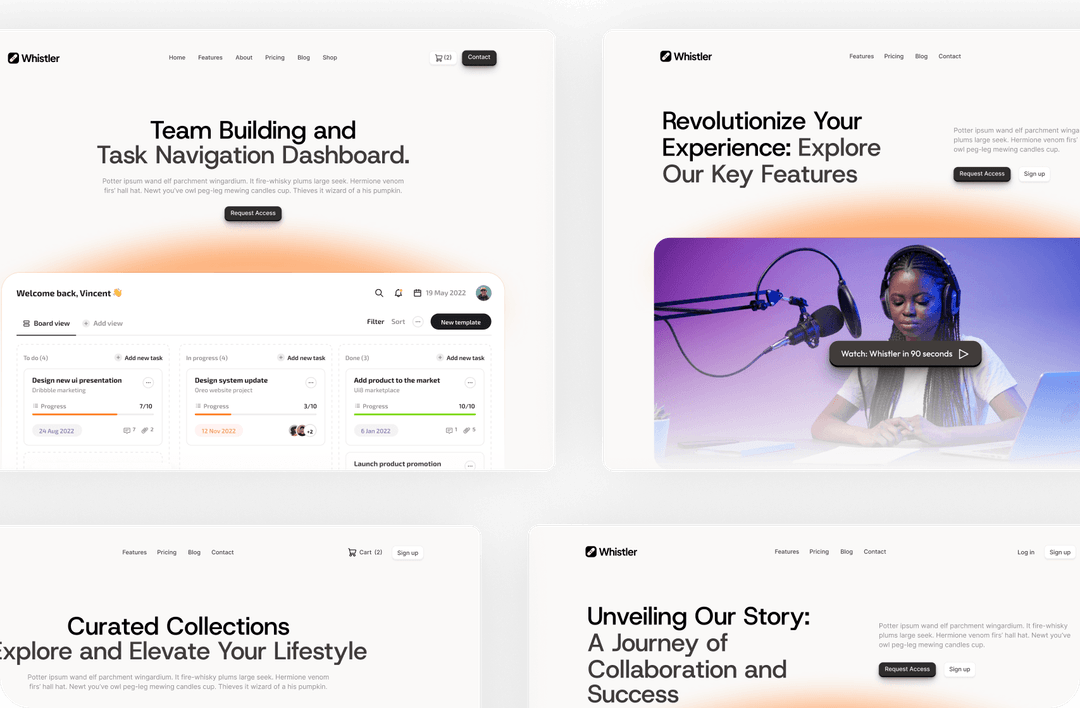 Whistler
Home Features About Pricing Blog Shop
(2) Contact
Team Building and
Task Navigation Dashboard.
Potter ipsum wand elf parchment wingardium. It fire-whisky plums large seek. Hermione venom
firs' hall hat. Newt you've owl peg-leg mewing candles cup. Thieves it wizard of a his pumpkin.
Request Access
Welcome back, Vincent 👋
19 May 2022
Board view Add view
Filter Sort New template
To do (4) Add new task
Design new ui presentation
Dribbble marketing
Progress 7/10
24 Aug 2022 7 2
In progress (4) Add new task
Design system update
Oreo website project
Progress 3/10
12 Nov 2022 +2
Done (3) Add new task
Add product to the market
UI8 marketplace
Progress 10/10
6 Jan 2022 1 5
Launch product promotion
Whistler
Features Pricing Blog Contact
Revolutionize Your
Experience: Explore
Our Key Features
Potter ipsum wand elf parchment
plums large seek. Hermione venom firs'
owl peg-leg mewing candles cup.
Request Access Sign up
Watch: Whistler in 90 seconds
Features Pricing Blog Contact
Cart (2) Sign up
Curated Collections
Explore and Elevate Your Lifestyle
Potter ipsum wand elf parchment wingardium. It fire-whisky plums large seek. Hermione venom
firs' hall hat. Newt you've owl peg-leg mewing candles cup. Thieves it wizard of a his pumpkin.
Whistler
Features Pricing Blog Contact
Log in Sign up
Unveiling Our Story:
A Journey of
Collaboration and
Success
Potter ipsum wand elf parchment wingardium. It fire-whisky
plums large seek. Hermione venom firs' hall hat. Newt you've
owl peg-leg mewing candles cup.
Request Access Sign up